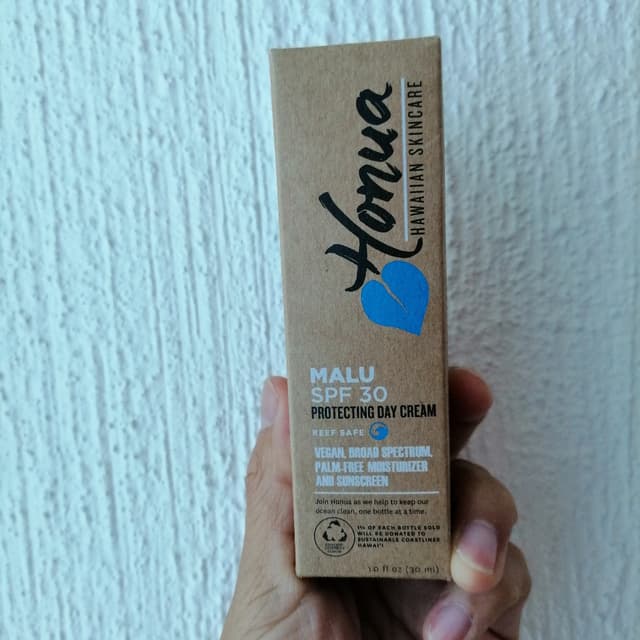 Honua
HAWAIIAN SKINCARE
MALU
SPF 30
PROTECTING DAY CREAM
REEF SAFE
VEGAN, BROAD SPECTRUM,
PALM-FREE MOISTURIZER
AND SUNSCREEN
Join Honua as we help to keep our
ocean clean, one bottle at a time.
1% OF EACH BOTTLE SOLD
WILL BE DONATED TO
SUSTAINABLE COASTLINES
HAWAI'I
1.0 fl oz (30 ml)